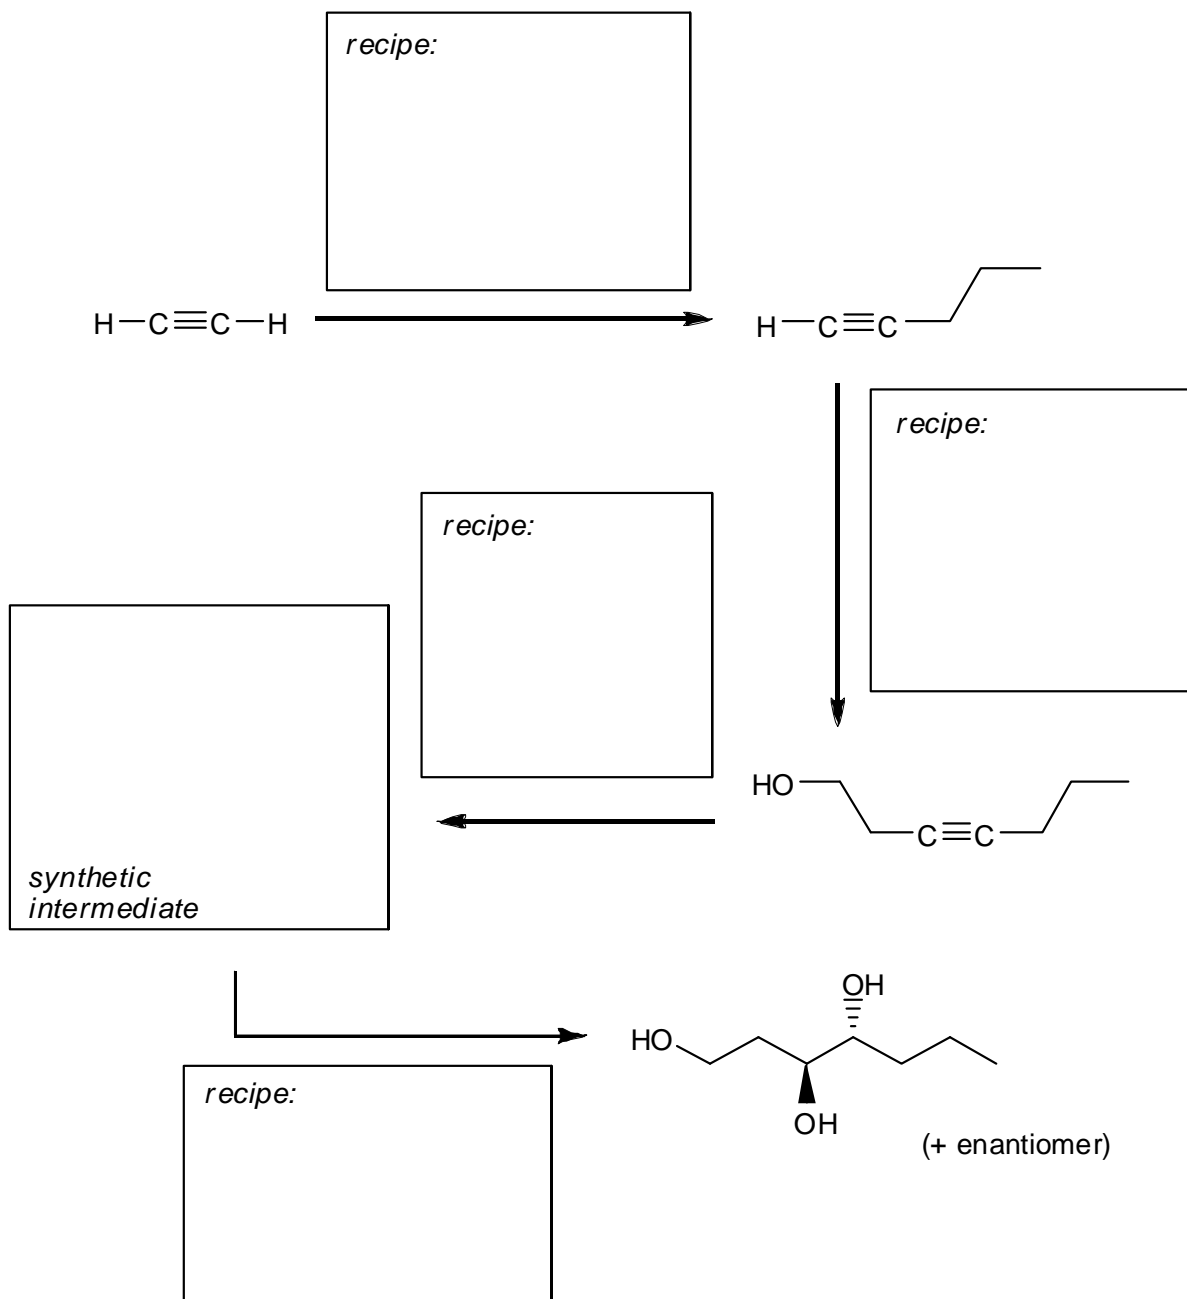 recipe:
H—C≡C—H
H—C≡C
recipe:
recipe:
HO
C≡C
synthetic
intermediate
OH
HO
OH
recipe:
(+ enantiomer)